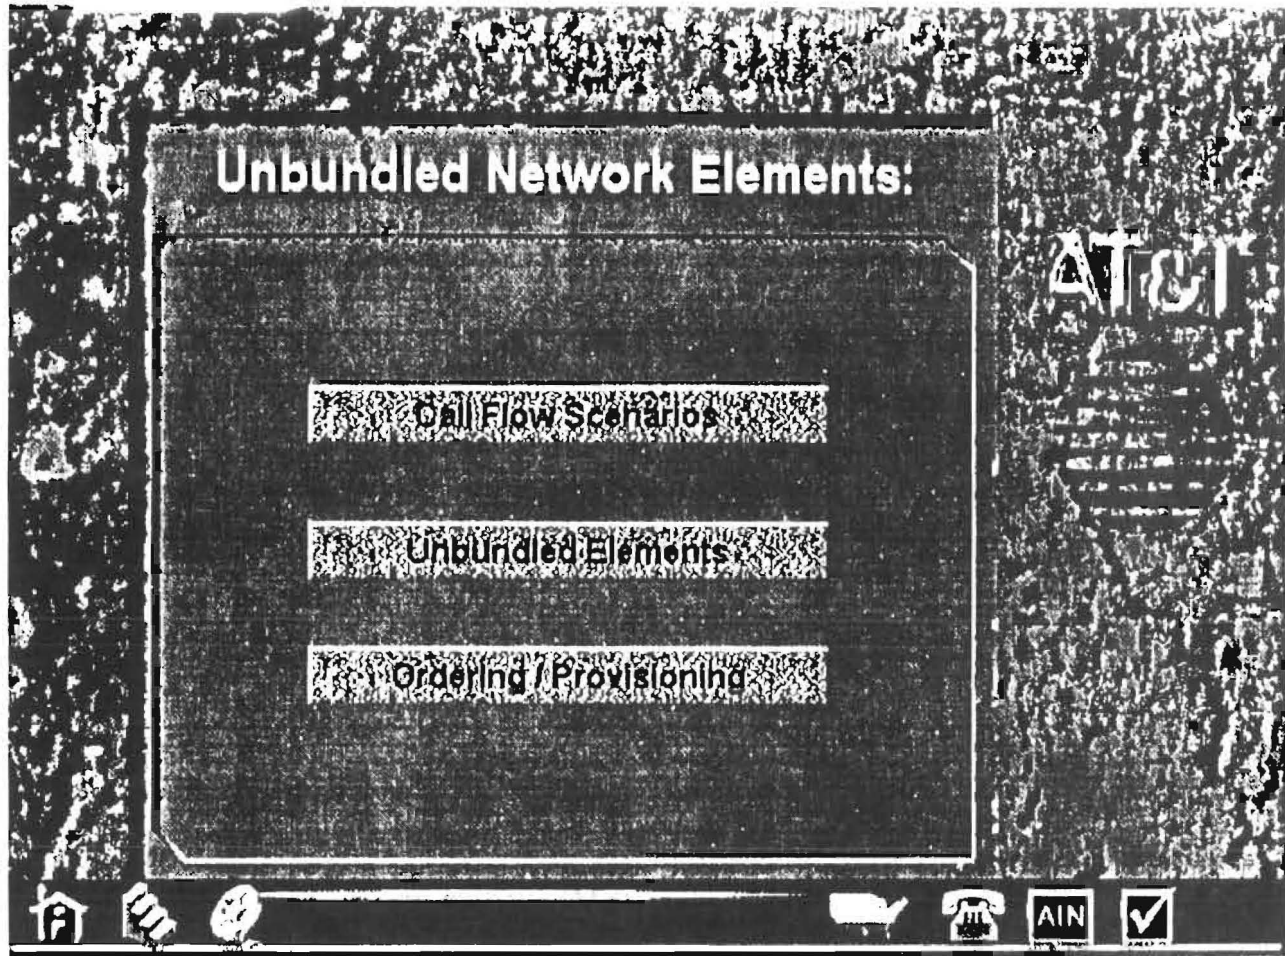 Unbundled Network Elements:
AT&T
Call Flow Scenarios
Unbundled Elements
Ordering / Provisioning
AIN